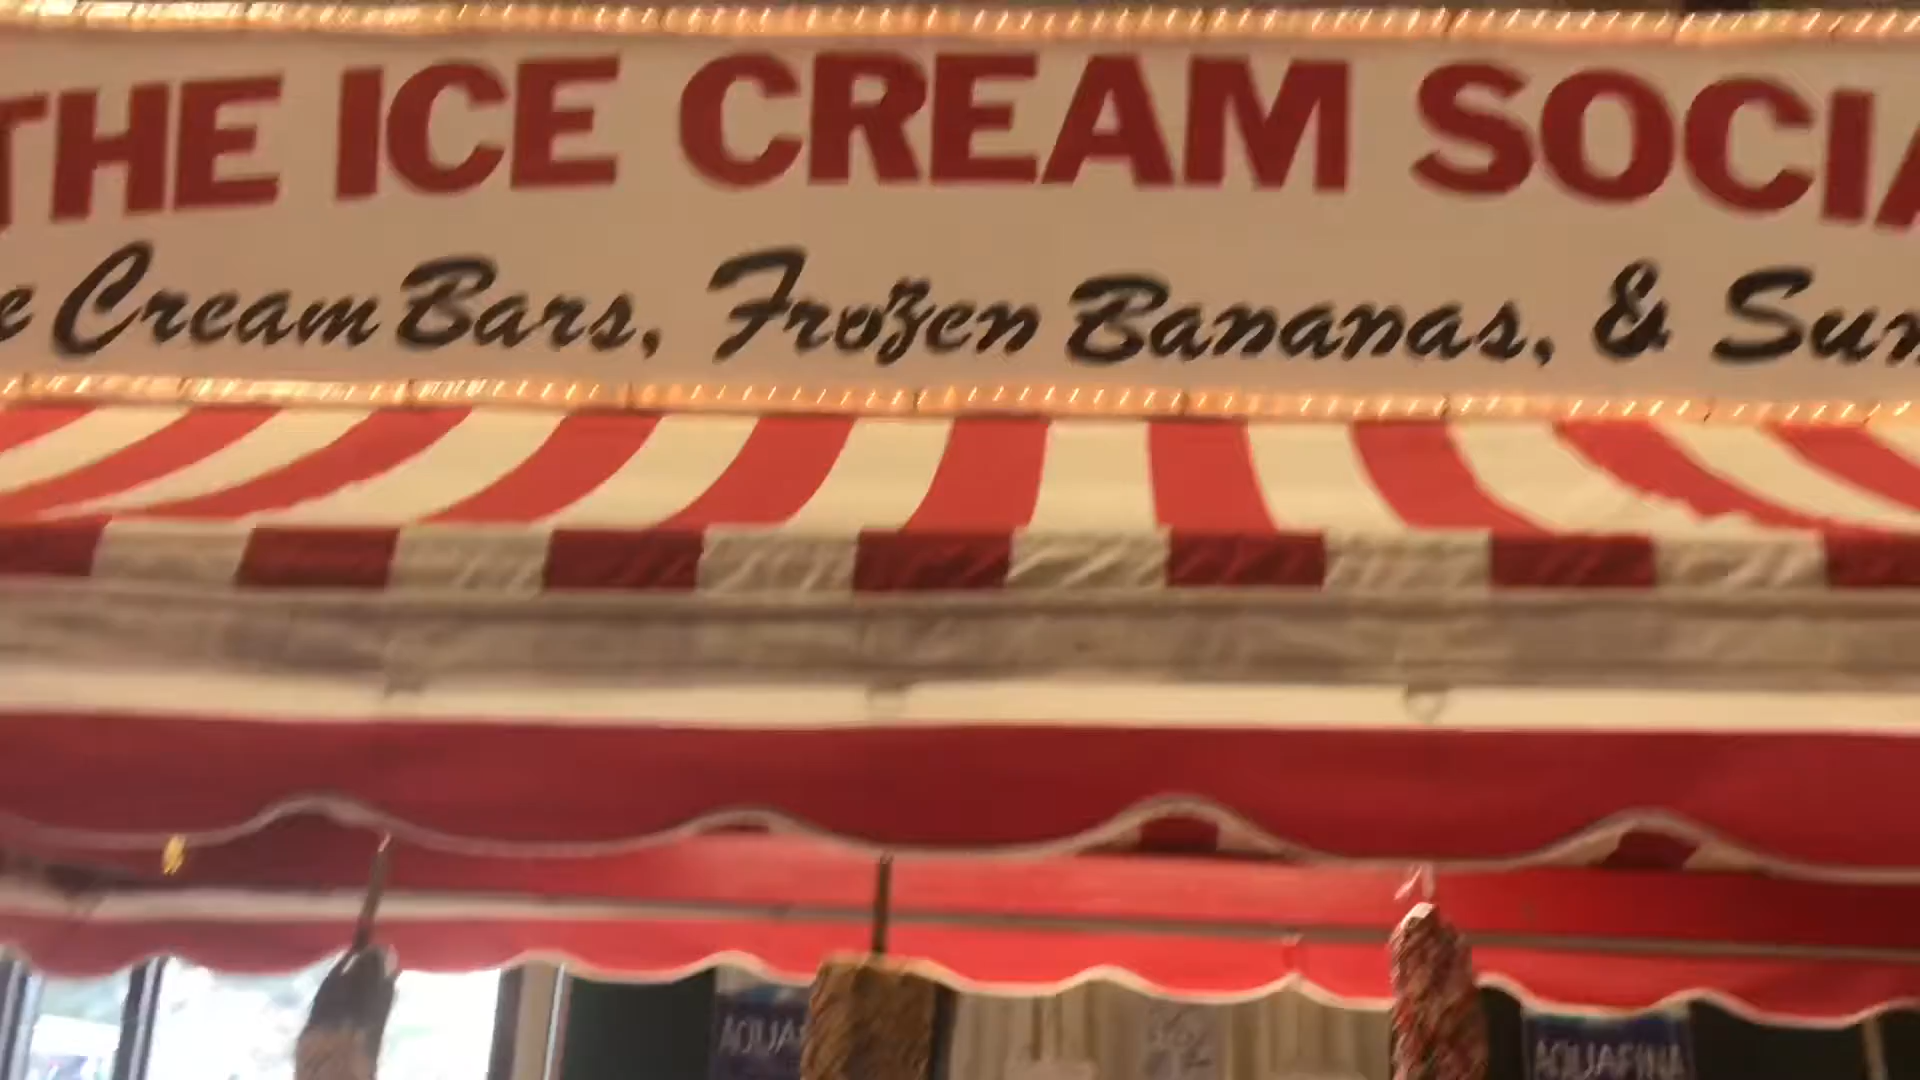 THE ICE CREAM SOCIA
e Cream Bars, Frozen Bananas, & Sun
AQUAF
AQUAFINA